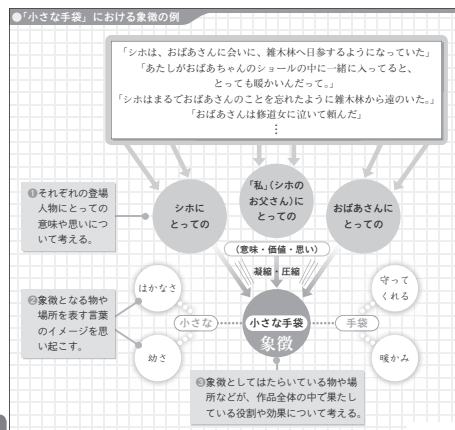 ●「小さな手袋」における象徴の例
「シホは、おばあさんに会いに、雑木林へ日参するようになっていた」
「あたしがおばあちゃんのショールの中に一緒に入ってると、
とっても暖かいんだって。」
「シホはまるでおばあさんのことを忘れたように雑木林から遠のいた。」
「おばあさんは修道女に泣いて頼んだ」
⋮
❶それぞれの登場
人物にとっての
意味や思いにつ
いて考える。
シホに
とっての
「私」(シホの
お父さん)に
とっての
おばあさんに
とっての
(意味・価値・思い)
凝縮・圧縮
❷象徴となる物や
場所を表す言葉
のイメージを思
い起こす。
はかなさ
幼さ
小さな
小さな手袋
象徴
手袋
守って
くれる
暖かみ
❸象徴としてはたらいている物や場
所などが、作品全体の中で果たし
ている役割や効果について考える。